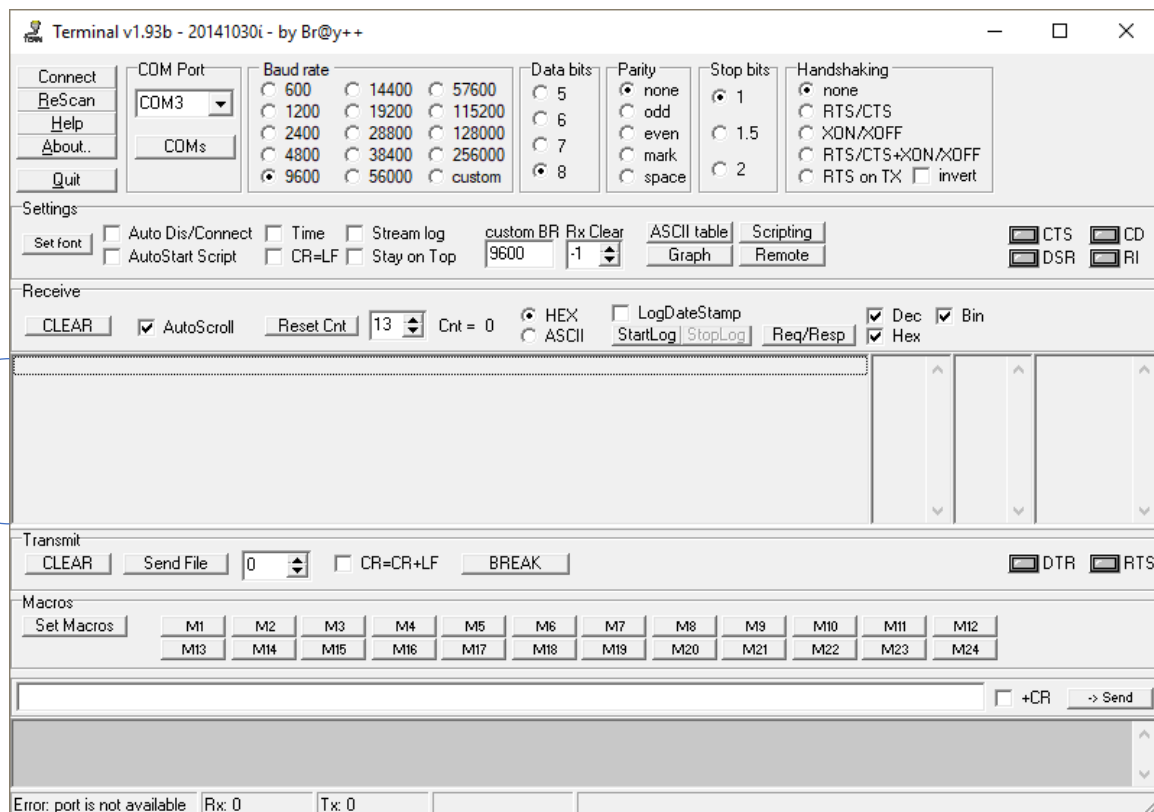 Terminal v1.93b - 20141030ί - by Br@y++
Connect
ReScan
Help
About..
Quit
COM Port
COM3
COMs
Baud rate
600 14400 57600
1200 19200 115200
2400 28800 128000
4800 38400 256000
9600 56000 custom
Data bits
5
6
7
8
Parity
none
odd
even
mark
space
Stop bits
1
1.5
2
Handshaking
none
RTS/CTS
XON/XOFF
RTS/CTS+XON/XOFF
RTS on TX invert
Settings
Set font
Auto Dis/Connect Time Stream log
AutoStart Script CR=LF Stay on Top
custom BR Rx Clear
9600 -1
ASCII table Scripting
Graph Remote
CTS CD
DSR RI
Receive
CLEAR AutoScroll Reset Cnt 13 Cnt = 0
HEX
ASCII
LogDateStamp
StartLog StopLog Req/Resp
Dec Bin
Hex
Transmit
CLEAR Send File 0 CR=CR+LF BREAK DTR RTS
Macros
Set Macros M1 M2 M3 M4 M5 M6 M7 M8 M9 M10 M11 M12
M13 M14 M15 M16 M17 M18 M19 M20 M21 M22 M23 M24
+CR -> Send
Error: port is not available Rx: 0 Tx: 0